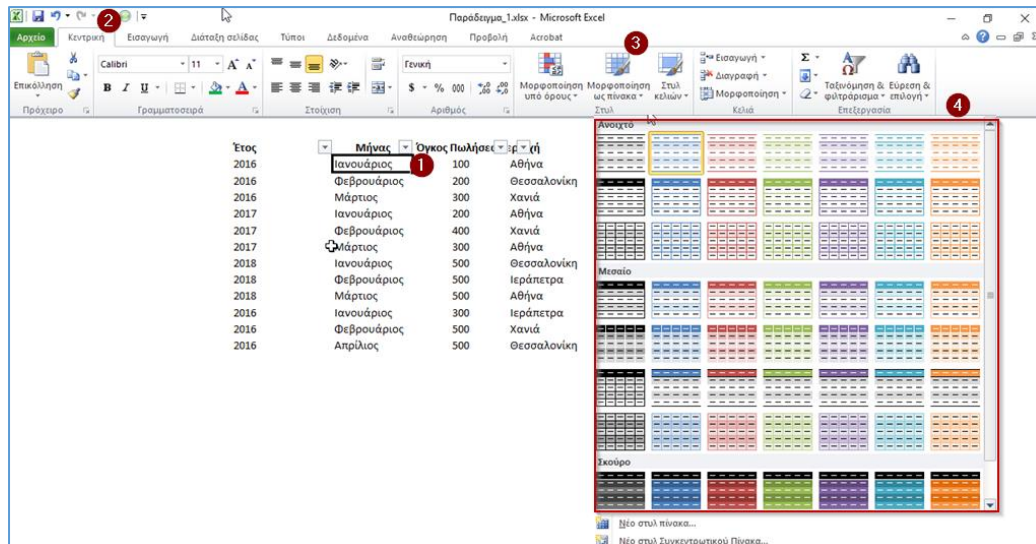 Παράδειγμα_1.xlsx - Microsoft Excel
2
Αρχείο Κεντρική Εισαγωγή Διάταξη σελίδας Τύποι Δεδομένα Αναθεώρηση Προβολή Acrobat
3
Επικόλληση
Calibri 11
Γενική
Μορφοποίηση υπό όρους
Μορφοποίηση ως πίνακα
Στυλ κελιών
Εισαγωγή
Διαγραφή
Μορφοποίηση
Ταξινόμηση & φιλτράρισμα
Εύρεση & επιλογή
Πρόχειρο Γραμματοσειρά Στοίχιση Αριθμός Στυλ Κελιά Επεξεργασία
4
Έτος Μήνας Όγκος Πωλήσεω
1
2016 Ιανουάριος 100 Αθήνα
2016 Φεβρουάριος 200 Θεσσαλονίκη
2016 Μάρτιος 300 Χανιά
2017 Ιανουάριος 200 Αθήνα
2017 Φεβρουάριος 400 Χανιά
2017 Μάρτιος 300 Αθήνα
2018 Ιανουάριος 500 Θεσσαλονίκη
2018 Φεβρουάριος 500 Ιεράπετρα
2018 Μάρτιος 500 Αθήνα
2016 Ιανουάριος 300 Ιεράπετρα
2016 Φεβρουάριος 500 Χανιά
2016 Απρίλιος 500 Θεσσαλονίκη
Ανοιχτό
Μεσαίο
Σκούρο
Νέο στυλ πίνακα...
Νέο στυλ Συγκεντρωτικού Πίνακα...